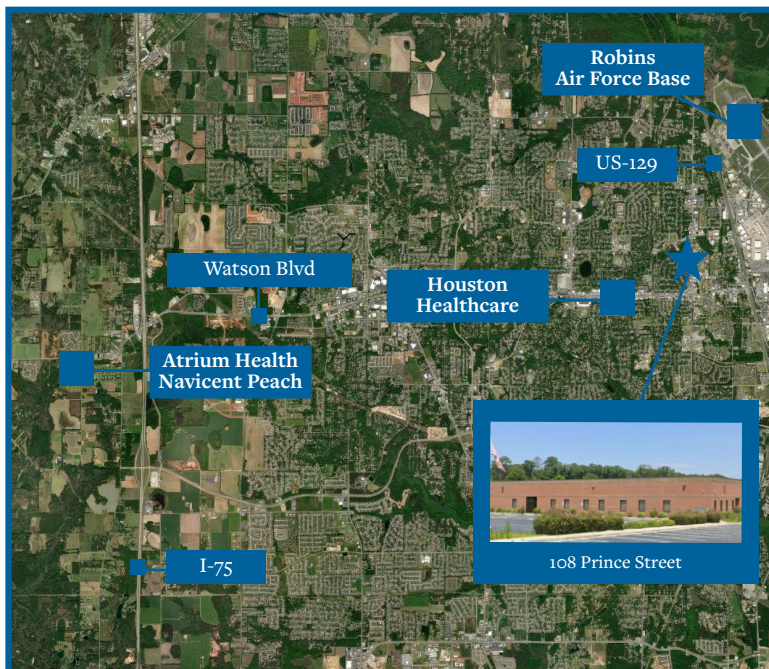 Robins
Air Force Base
US-129
Watson Blvd
Houston
Healthcare
Atrium Health
Navicent Peach
108 Prince Street
I-75